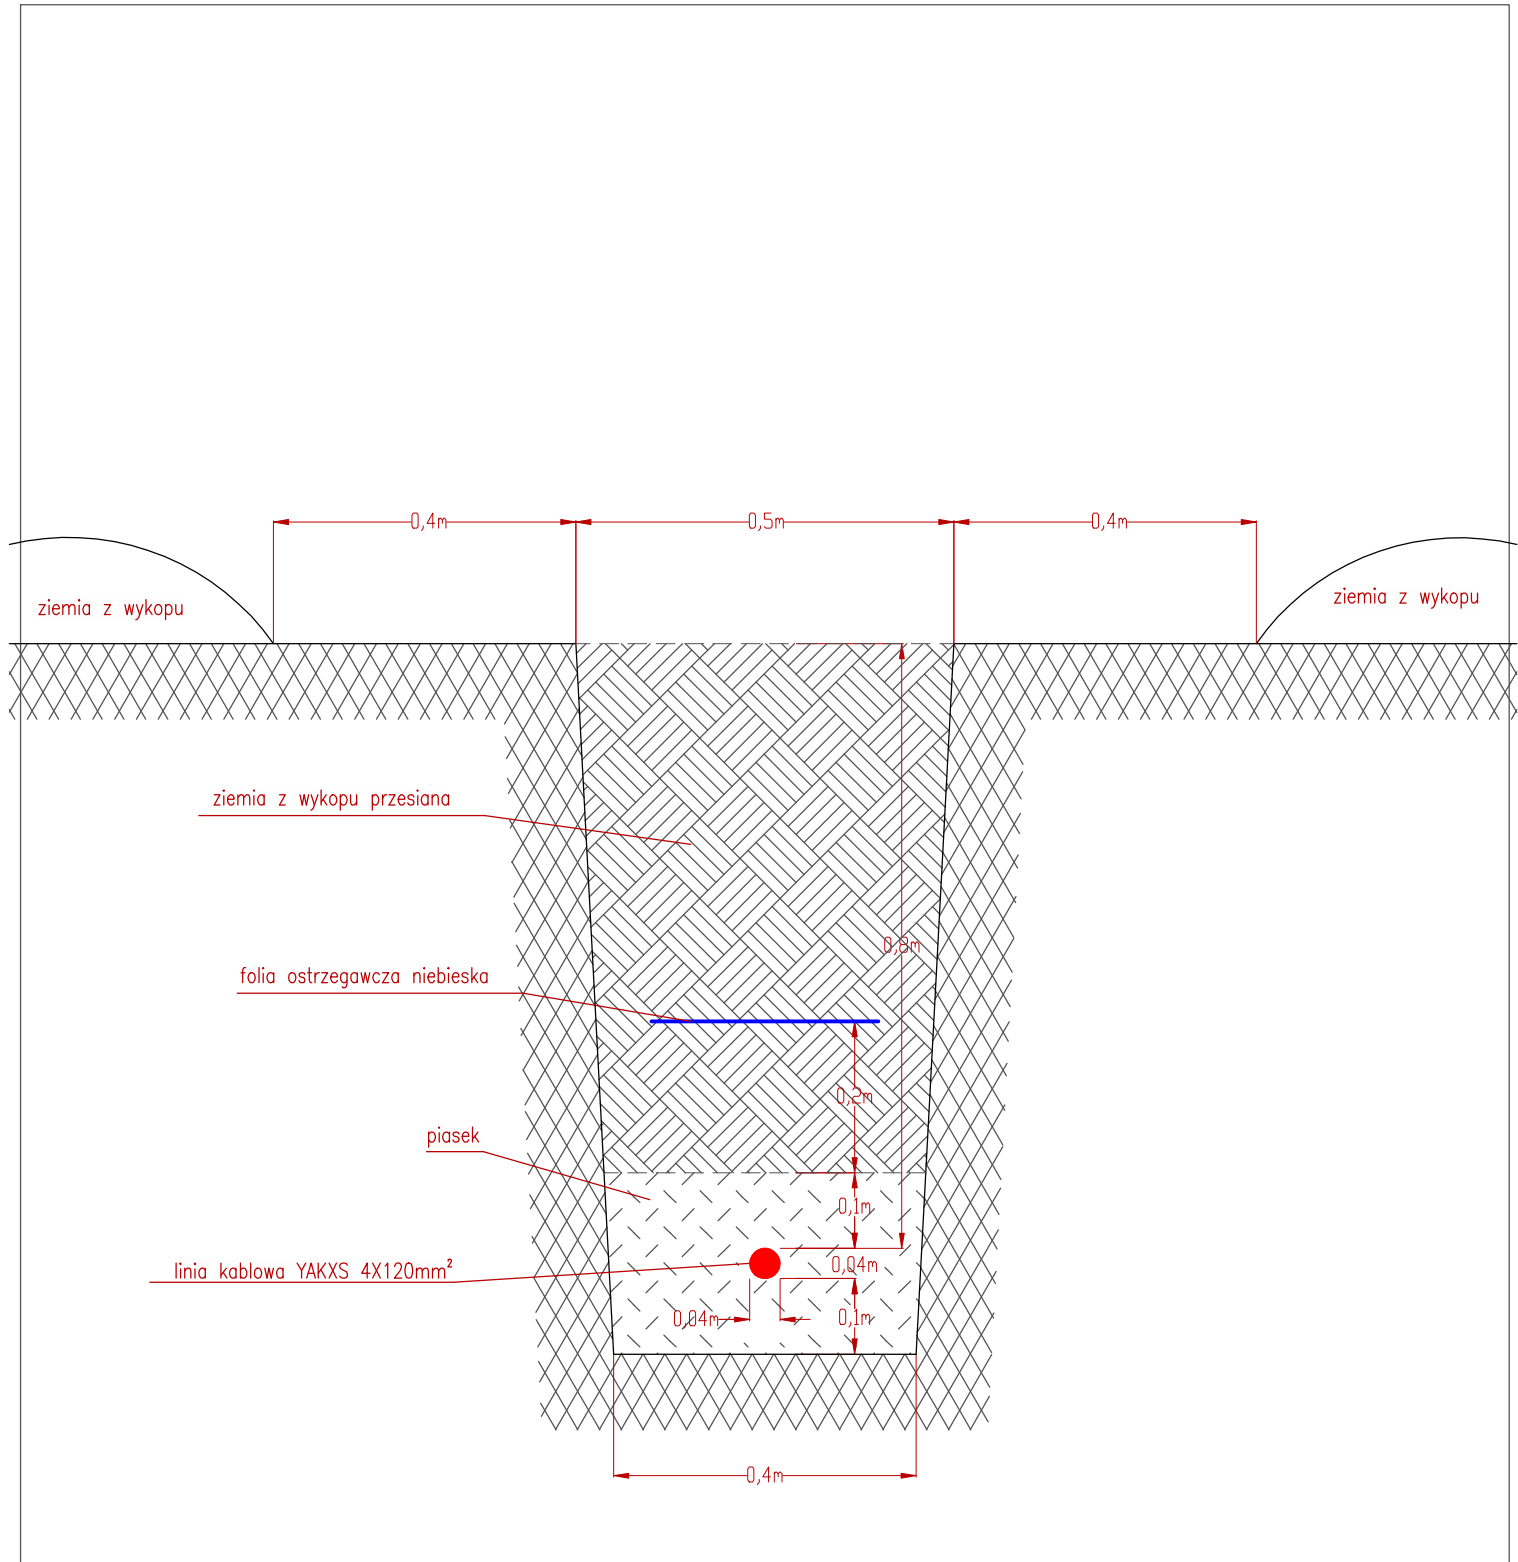 0,4m
0,5m
0,4m
ziemia z wykopu
ziemia z wykopu
ziemia z wykopu przesiana
0,8m
folia ostrzegawcza niebieska
0,2m
piasek
0,1m
linia kablowa YAKXS 4X120mm²
0,04m
0,04m
0,1m
0,4m